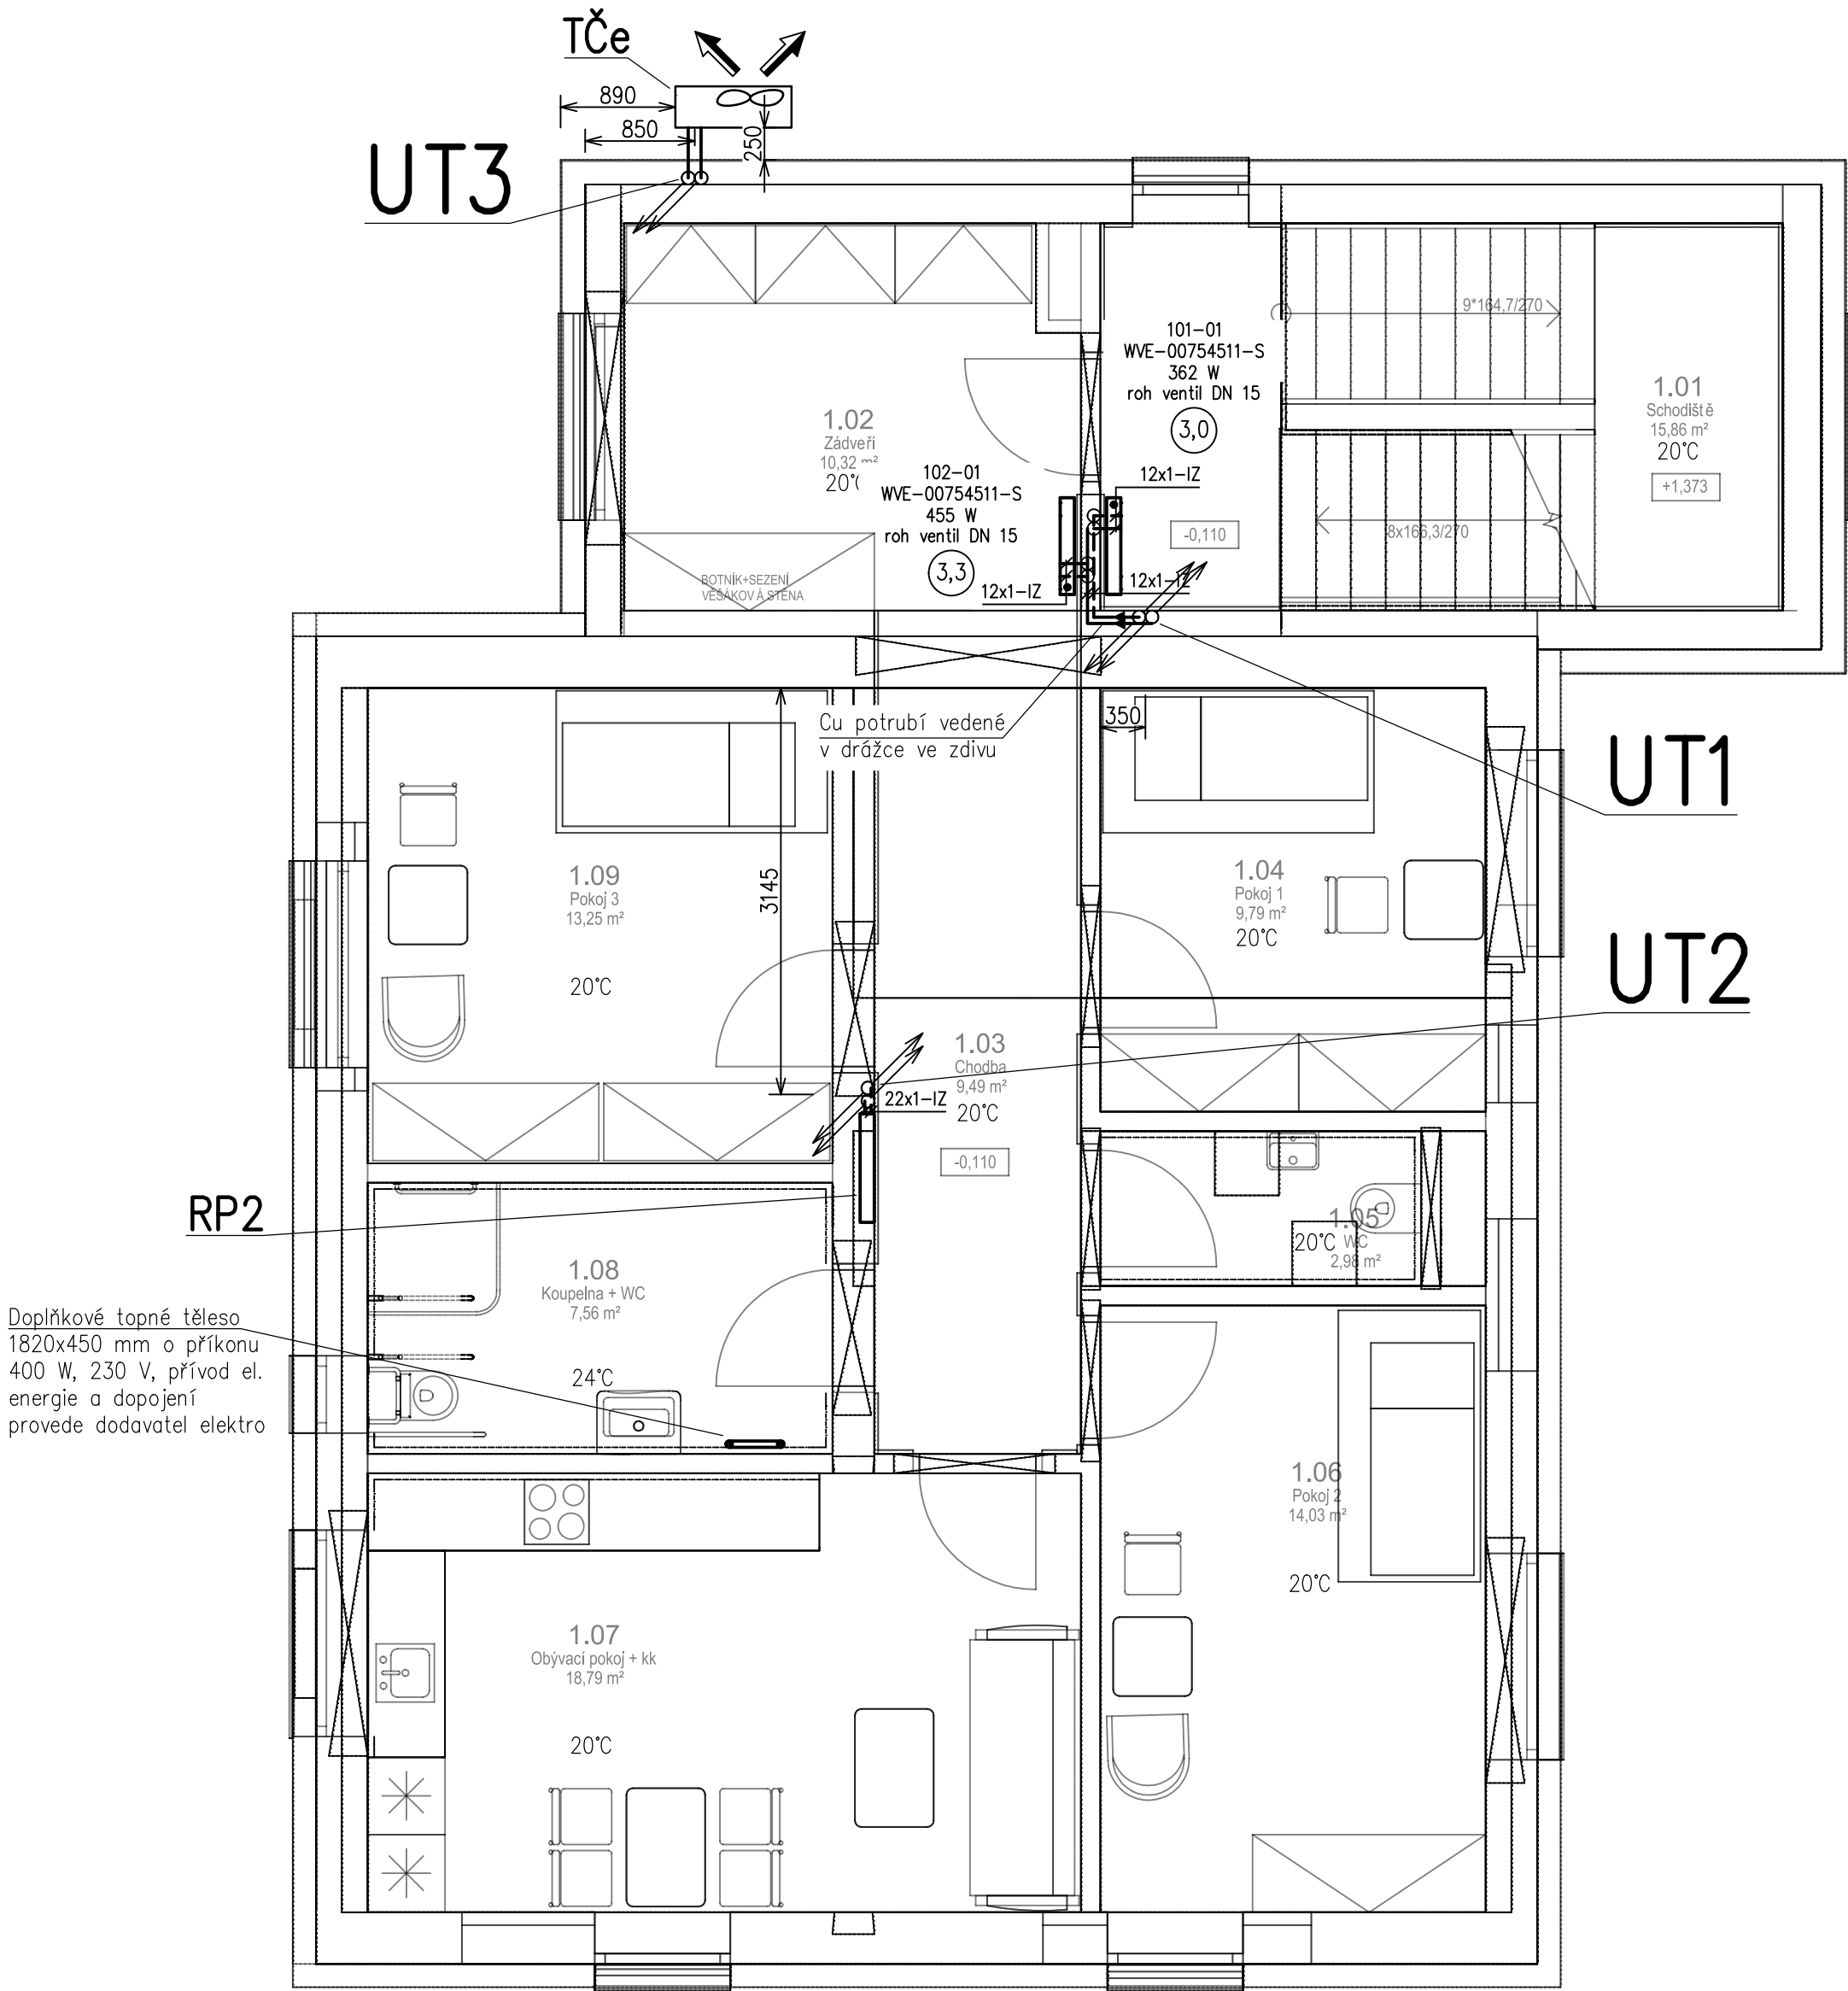 TČe
890
850
250
UT3
9*164,7/270
101-01
WVE-00754511-S
362 W
roh ventil DN 15
3,0
1.01
Schodiště
15,86 m²
20°C
+1,373
1.02
Zádveří
10,32 m²
20°
102-01
WVE-00754511-S
455 W
roh ventil DN 15
3,3
12x1-IZ
-0,110
8x166,3/270
BOTNÍK+SEZENÍ
VĚŠÁKOVÁ STĚNA
12x1-IZ
12x1-IZ
Cu potrubí vedené
v drážce ve zdivu
350
UT1
3145
1.09
Pokoj 3
13,25 m²
20°C
1.04
Pokoj 1
9,79 m²
20°C
UT2
1.03
Chodba
9,49 m²
20°C
22x1-IZ
-0,110
RP2
1.05
WC
20°C
2,98 m²
1.08
Koupelna + WC
7,56 m²
24°C
Doplňkové topné těleso
1820x450 mm o příkonu
400 W, 230 V, přívod el.
energie a dopojení
provede dodavatel elektro
1.06
Pokoj 2
14,03 m²
20°C
1.07
Obývací pokoj + kk
18,79 m²
20°C